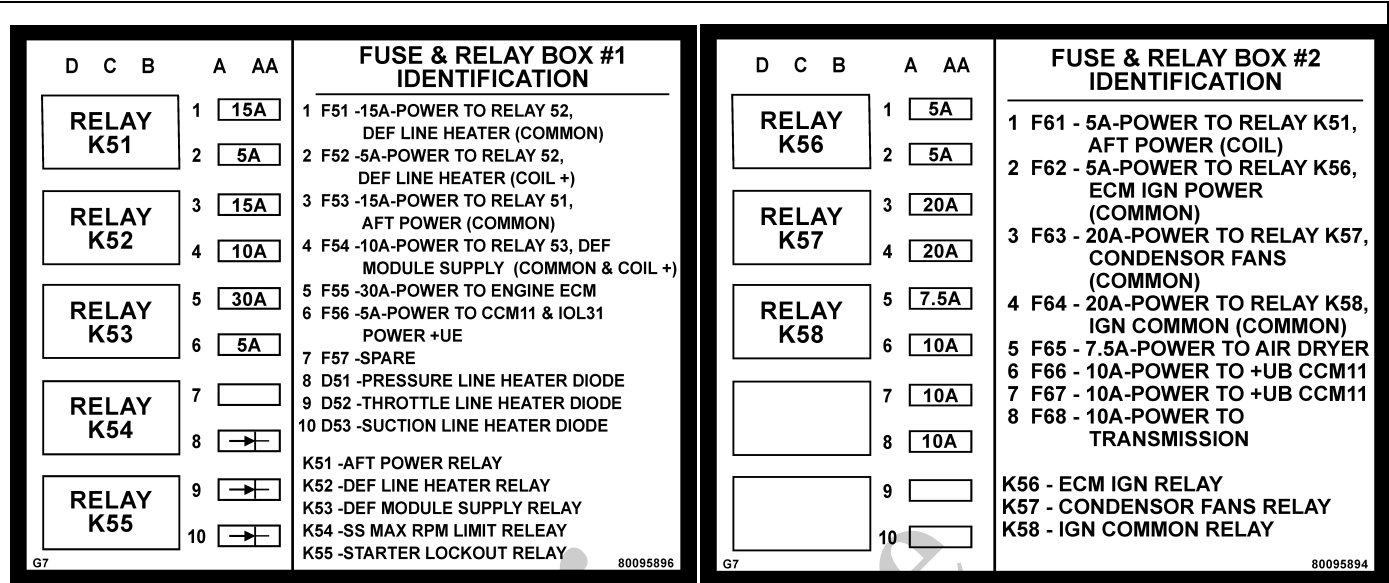 D C B A AA
RELAY K51
RELAY K52
RELAY K53
RELAY K54
RELAY K55
1 15A
2 5A
3 15A
4 10A
5 30A
6 5A
7
8
9
10
G7
FUSE & RELAY BOX #1
IDENTIFICATION
1 F51 -15A-POWER TO RELAY 52,
DEF LINE HEATER (COMMON)
2 F52 -5A-POWER TO RELAY 52,
DEF LINE HEATER (COIL +)
3 F53 -15A-POWER TO RELAY 51,
AFT POWER (COMMON)
4 F54 -10A-POWER TO RELAY 53, DEF
MODULE SUPPLY (COMMON & COIL +)
5 F55 -30A-POWER TO ENGINE ECM
6 F56 -5A-POWER TO CCM11 & IOL31
POWER +UE
7 F57 -SPARE
8 D51 -PRESSURE LINE HEATER DIODE
9 D52 -THROTTLE LINE HEATER DIODE
10 D53 -SUCTION LINE HEATER DIODE
K51 -AFT POWER RELAY
K52 -DEF LINE HEATER RELAY
K53 -DEF MODULE SUPPLY RELAY
K54 -SS MAX RPM LIMIT RELEAY
K55 -STARTER LOCKOUT RELAY
80095896
D C B A AA
RELAY K56
RELAY K57
RELAY K58
1 5A
2 5A
3 20A
4 20A
5 7.5A
6 10A
7 10A
8 10A
9
10
G7
FUSE & RELAY BOX #2
IDENTIFICATION
1 F61 - 5A-POWER TO RELAY K51,
AFT POWER (COIL)
2 F62 - 5A-POWER TO RELAY K56,
ECM IGN POWER
(COMMON)
3 F63 - 20A-POWER TO RELAY K57,
CONDENSOR FANS
(COMMON)
4 F64 - 20A-POWER TO RELAY K58,
IGN COMMON (COMMON)
5 F65 - 7.5A-POWER TO AIR DRYER
6 F66 - 10A-POWER TO +UB CCM11
7 F67 - 10A-POWER TO +UB CCM11
8 F68 - 10A-POWER TO
TRANSMISSION
K56 - ECM IGN RELAY
K57 - CONDENSOR FANS RELAY
K58 - IGN COMMON RELAY
80095894